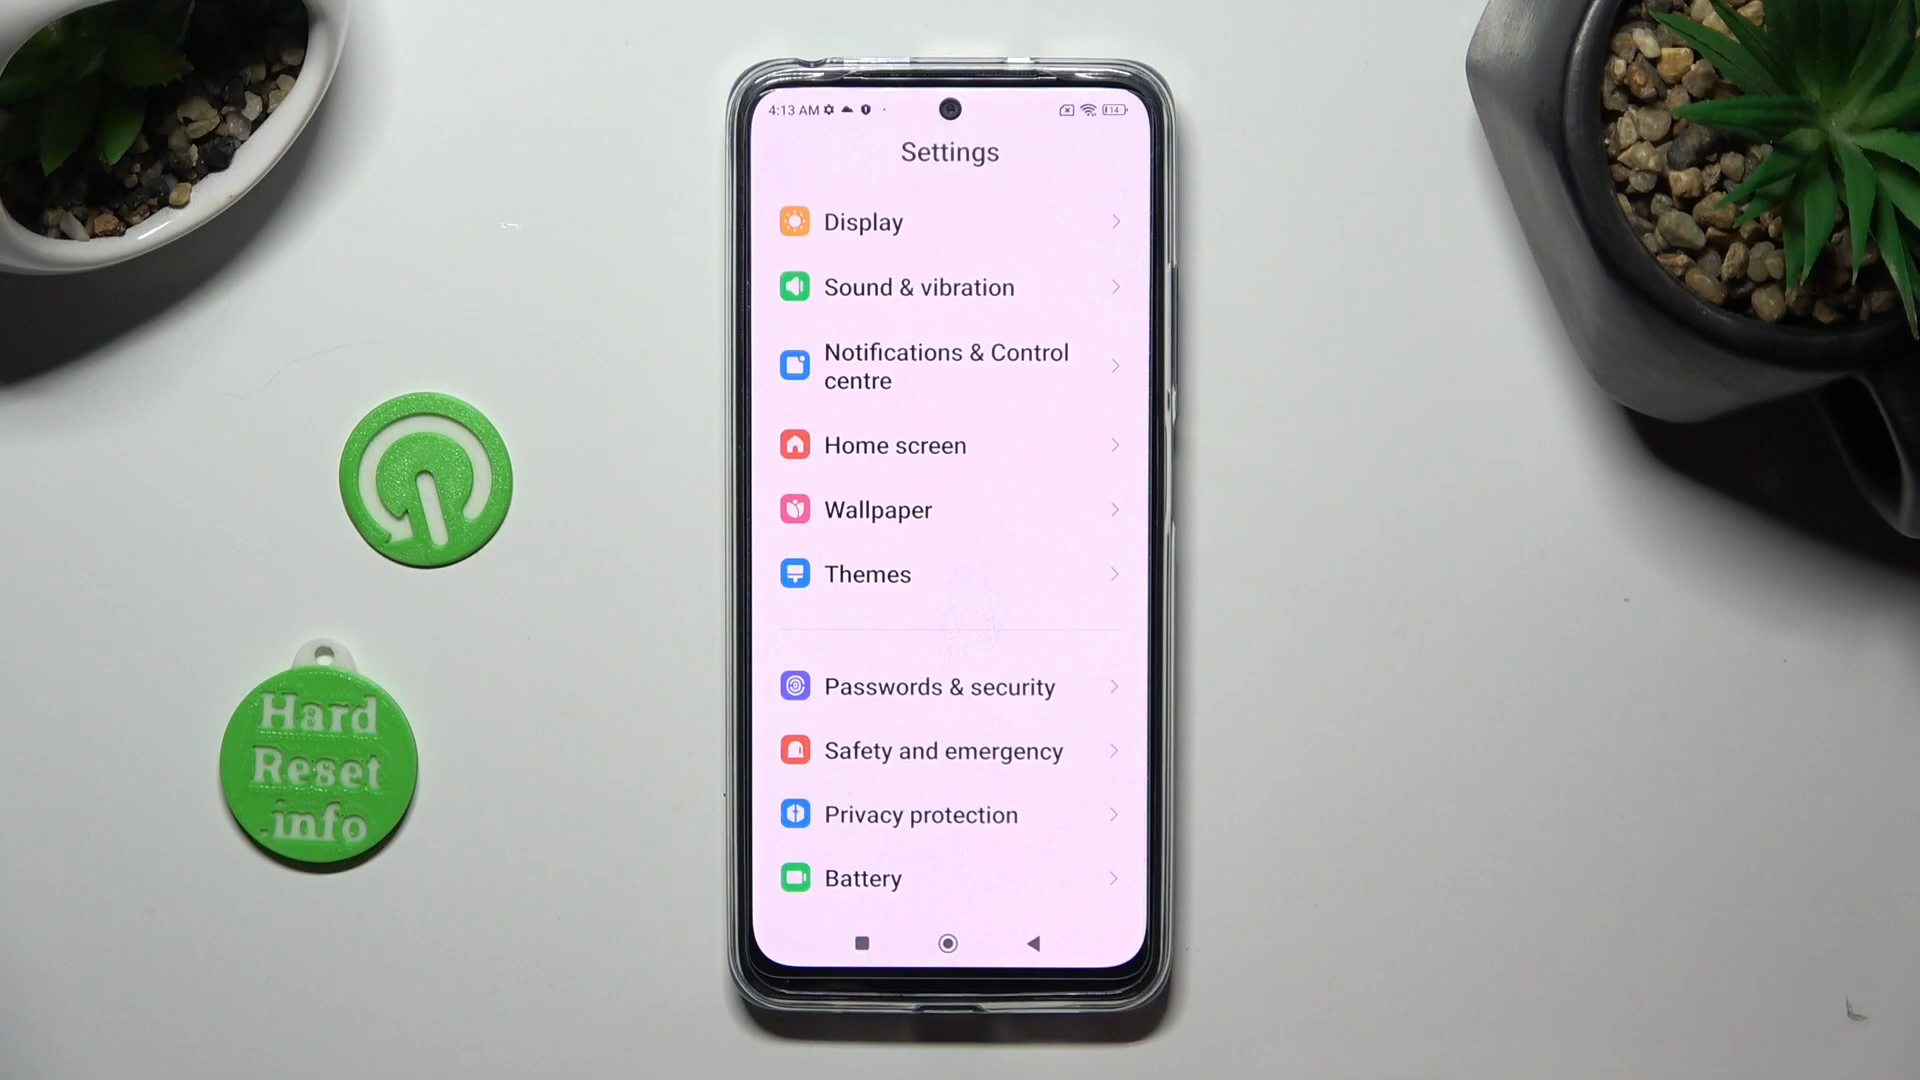 4:13 AM
14
Settings
Display
Sound & vibration
Notifications & Control
centre
Home screen
Wallpaper
Themes
Passwords & security
Safety and emergency
Privacy protection
Battery
Hard
Reset
.info